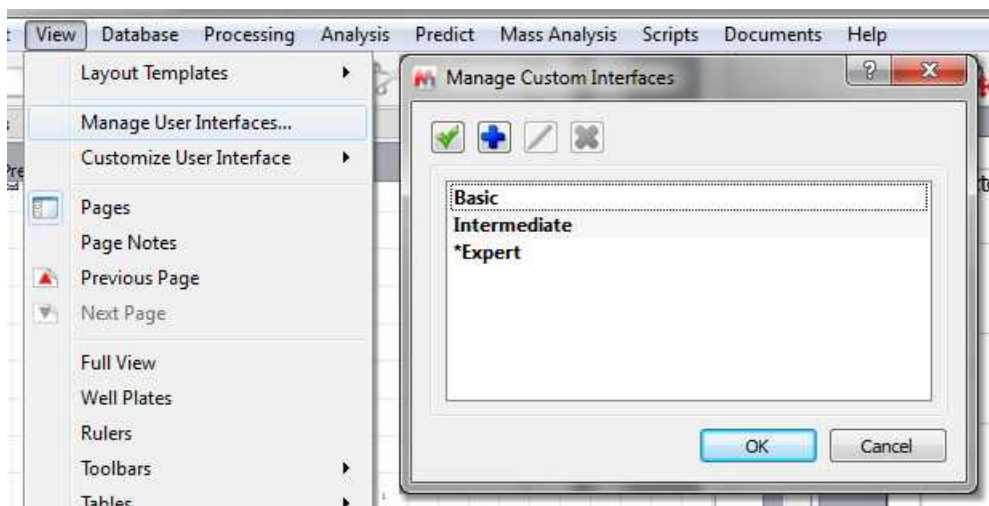 View Database Processing Analysis Predict Mass Analysis Scripts Documents Help
Layout Templates
Manage User Interfaces...
Customize User Interface
Pages
Page Notes
Previous Page
Next Page
Full View
Well Plates
Rulers
Toolbars
Tables
Manage Custom Interfaces
Basic
Intermediate
*Expert
OK Cancel